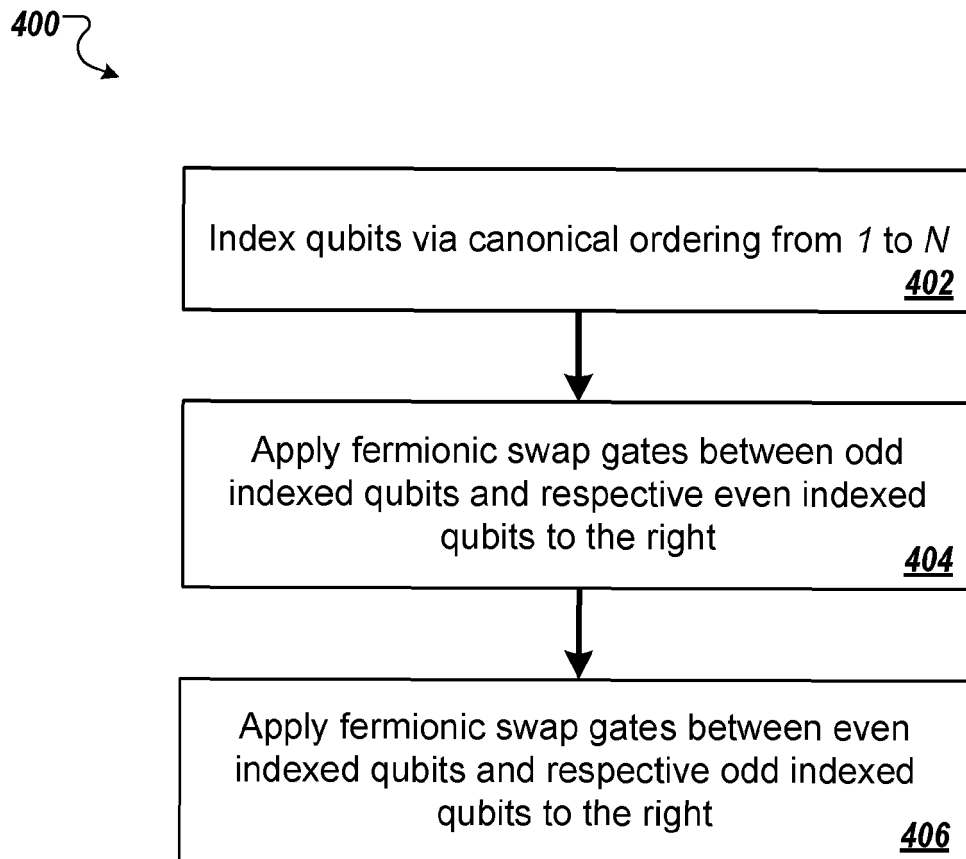 400
Index qubits via canonical ordering from 1 to N
402
Apply fermionic swap gates between odd
indexed qubits and respective even indexed
qubits to the right
404
Apply fermionic swap gates between even
indexed qubits and respective odd indexed
qubits to the right
406